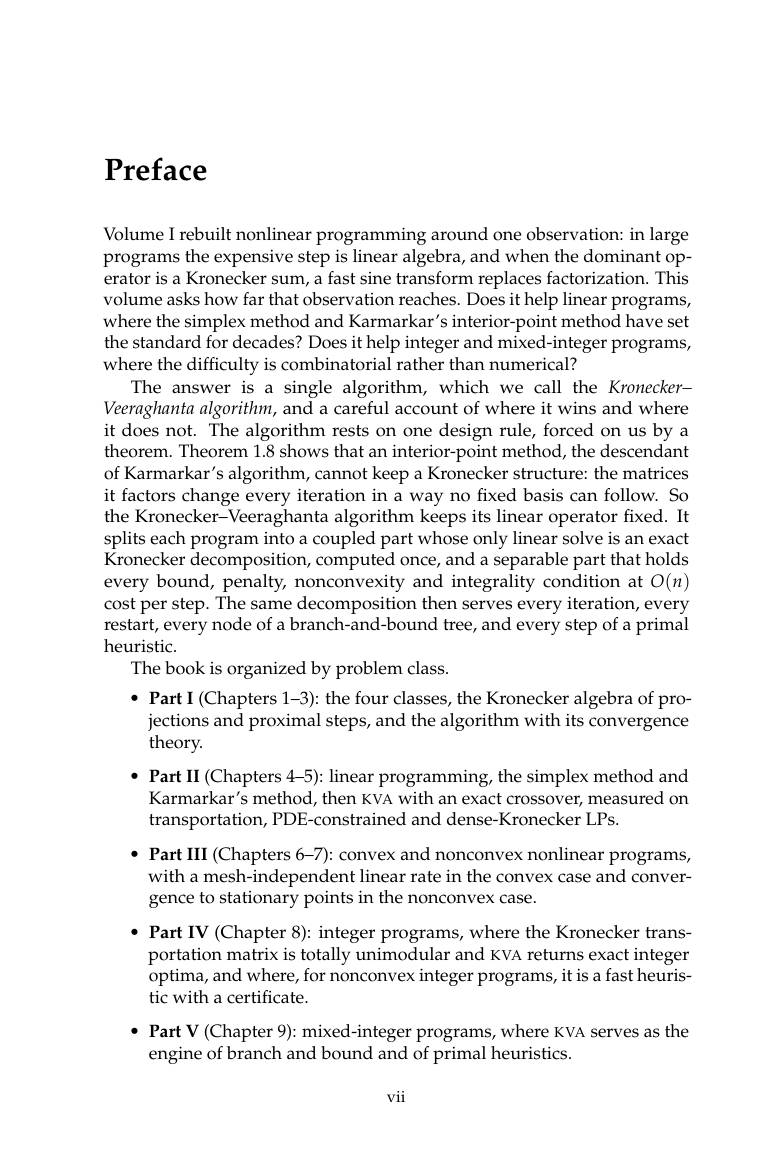 Preface
Volume I rebuilt nonlinear programming around one observation: in large
programs the expensive step is linear algebra, and when the dominant op-
erator is a Kronecker sum, a fast sine transform replaces factorization. This
volume asks how far that observation reaches. Does it help linear programs,
where the simplex method and Karmarkar's interior-point method have set
the standard for decades? Does it help integer and mixed-integer programs,
where the difficulty is combinatorial rather than numerical?
The answer is a single algorithm, which we call the Kronecker–
Veeraghanta algorithm, and a careful account of where it wins and where
it does not. The algorithm rests on one design rule, forced on us by a
theorem. Theorem 1.8 shows that an interior-point method, the descendant
of Karmarkar's algorithm, cannot keep a Kronecker structure: the matrices
it factors change every iteration in a way no fixed basis can follow. So
the Kronecker–Veeraghanta algorithm keeps its linear operator fixed. It
splits each program into a coupled part whose only linear solve is an exact
Kronecker decomposition, computed once, and a separable part that holds
every bound, penalty, nonconvexity and integrality condition at O(n)
cost per step. The same decomposition then serves every iteration, every
restart, every node of a branch-and-bound tree, and every step of a primal
heuristic.
The book is organized by problem class.
• Part I (Chapters 1–3): the four classes, the Kronecker algebra of pro-
jections and proximal steps, and the algorithm with its convergence
theory.
• Part II (Chapters 4–5): linear programming, the simplex method and
Karmarkar's method, then KVA with an exact crossover, measured on
transportation, PDE-constrained and dense-Kronecker LPs.
• Part III (Chapters 6–7): convex and nonconvex nonlinear programs,
with a mesh-independent linear rate in the convex case and conver-
gence to stationary points in the nonconvex case.
• Part IV (Chapter 8): integer programs, where the Kronecker trans-
portation matrix is totally unimodular and KVA returns exact integer
optima, and where, for nonconvex integer programs, it is a fast heuris-
tic with a certificate.
• Part V (Chapter 9): mixed-integer programs, where KVA serves as the
engine of branch and bound and of primal heuristics.
vii